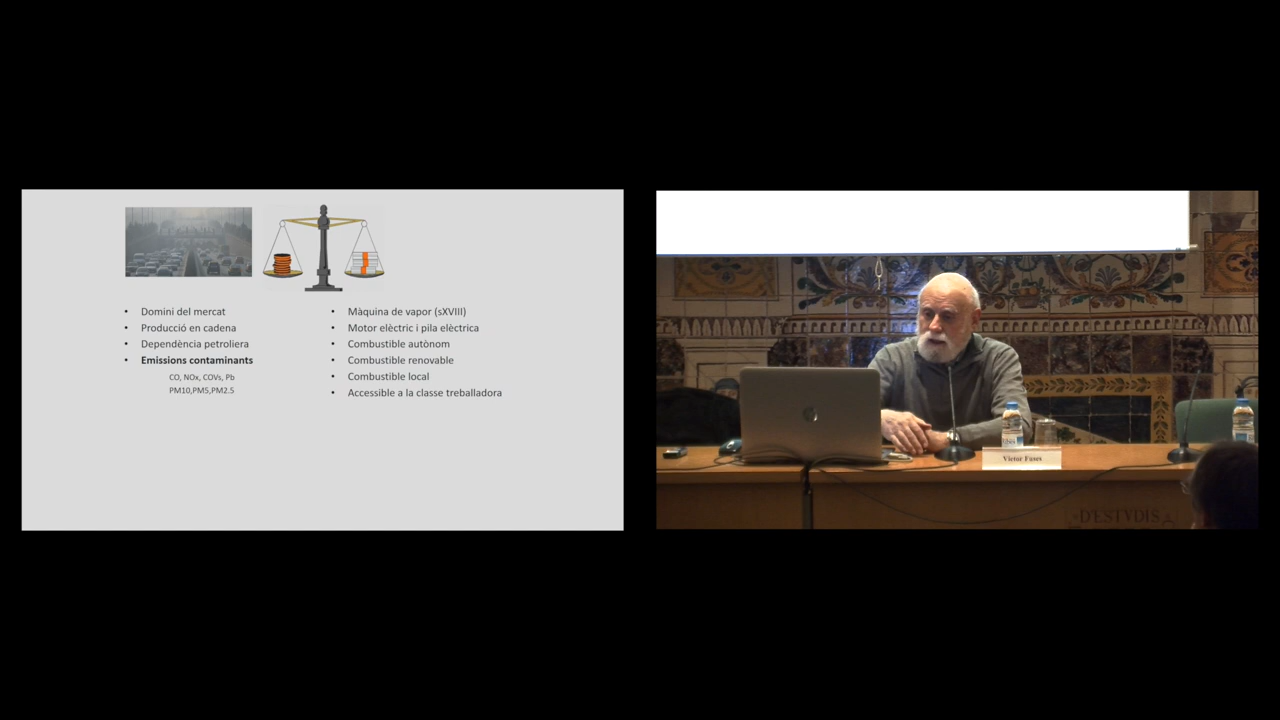 Domini del mercat
Producció en cadena
Dependència petroliera
Emissions contaminants
CO, NOx, COVs, Pb
PM10,PM5,PM2.5
Màquina de vapor (sXVIII)
Motor elèctric i pila elèctrica
Combustible autònom
Combustible renovable
Combustible local
Accessible a la classe treballadora
hp
Víctor Fuses
D'ESTVDIS